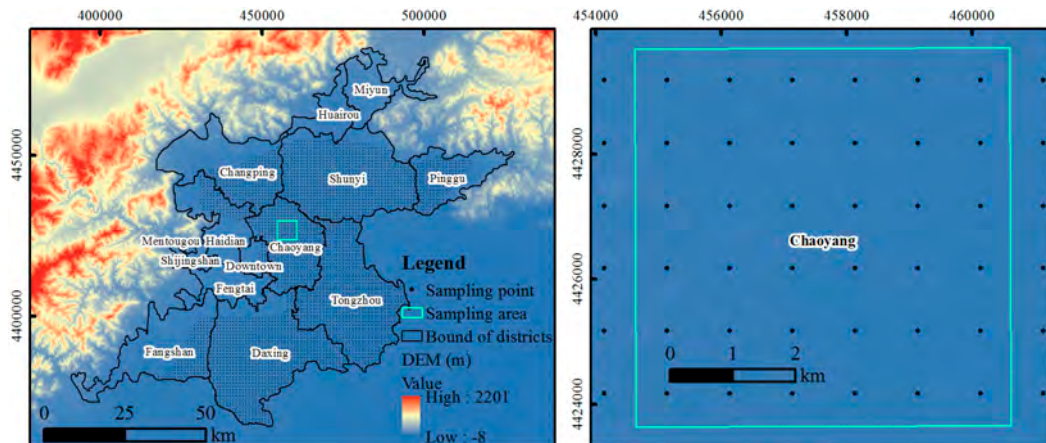 400000 450000 500000
4450000
4400000
Miyun
Huairou
Changping
Shunyi
Pinggu
Mentougou
Haidian
Chaoyang
Shijingshan
Downtown
Fengtai
Tongzhou
Fangshan
Daxing
Legend
Sampling point
Sampling area
Bound of districts
DEM (m)
Value
High : 2201
Low : -8
0 25 50
km
454000 456000 458000 460000
4428000
4426000
4424000
Chaoyang
0 1 2
km